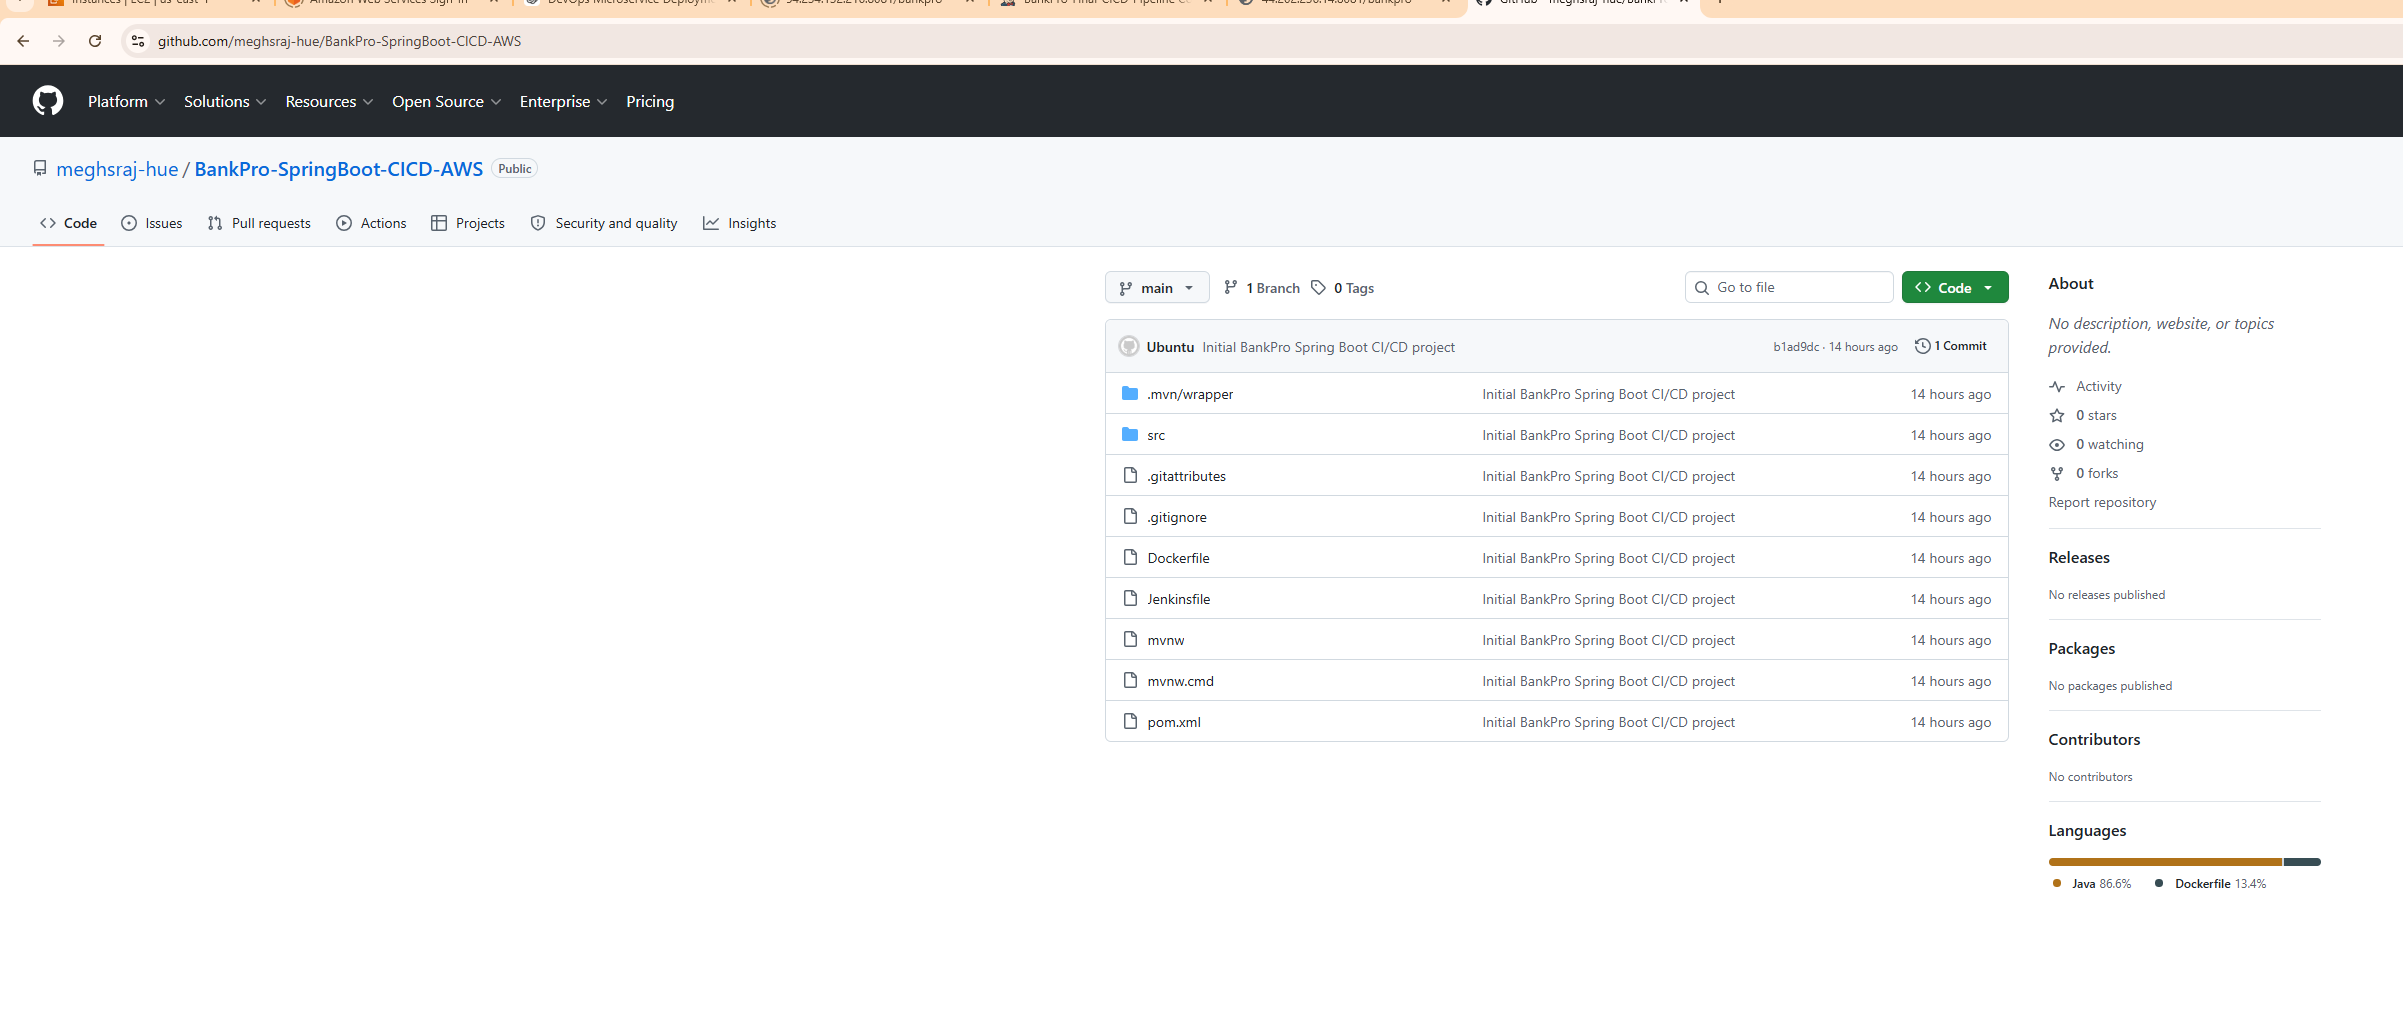 github.com/meghsraj-hue/BankPro-SpringBoot-CICD-AWS
Platform Solutions Resources Open Source Enterprise Pricing
meghsraj-hue / BankPro-SpringBoot-CICD-AWS Public
Code Issues Pull requests Actions Projects Security and quality Insights
main 1 Branch 0 Tags Go to file Code
Ubuntu Initial BankPro Spring Boot CI/CD project b1ad9dc · 14 hours ago 1 Commit
.mvn/wrapper Initial BankPro Spring Boot CI/CD project 14 hours ago
src Initial BankPro Spring Boot CI/CD project 14 hours ago
.gitattributes Initial BankPro Spring Boot CI/CD project 14 hours ago
.gitignore Initial BankPro Spring Boot CI/CD project 14 hours ago
Dockerfile Initial BankPro Spring Boot CI/CD project 14 hours ago
Jenkinsfile Initial BankPro Spring Boot CI/CD project 14 hours ago
mvnw Initial BankPro Spring Boot CI/CD project 14 hours ago
mvnw.cmd Initial BankPro Spring Boot CI/CD project 14 hours ago
pom.xml Initial BankPro Spring Boot CI/CD project 14 hours ago
About
No description, website, or topics
provided.
Activity
0 stars
0 watching
0 forks
Report repository
Releases
No releases published
Packages
No packages published
Contributors
No contributors
Languages
Java 86.6% Dockerfile 13.4%